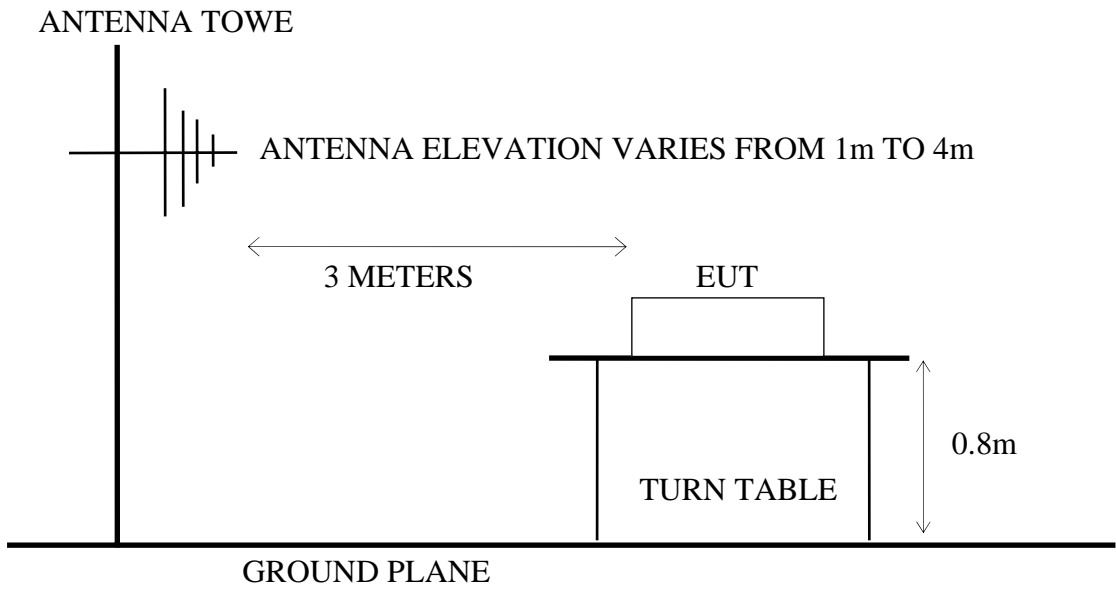 ANTENNA TOWE
ANTENNA ELEVATION VARIES FROM 1m TO 4m
3 METERS
EUT
0.8m
TURN TABLE
GROUND PLANE